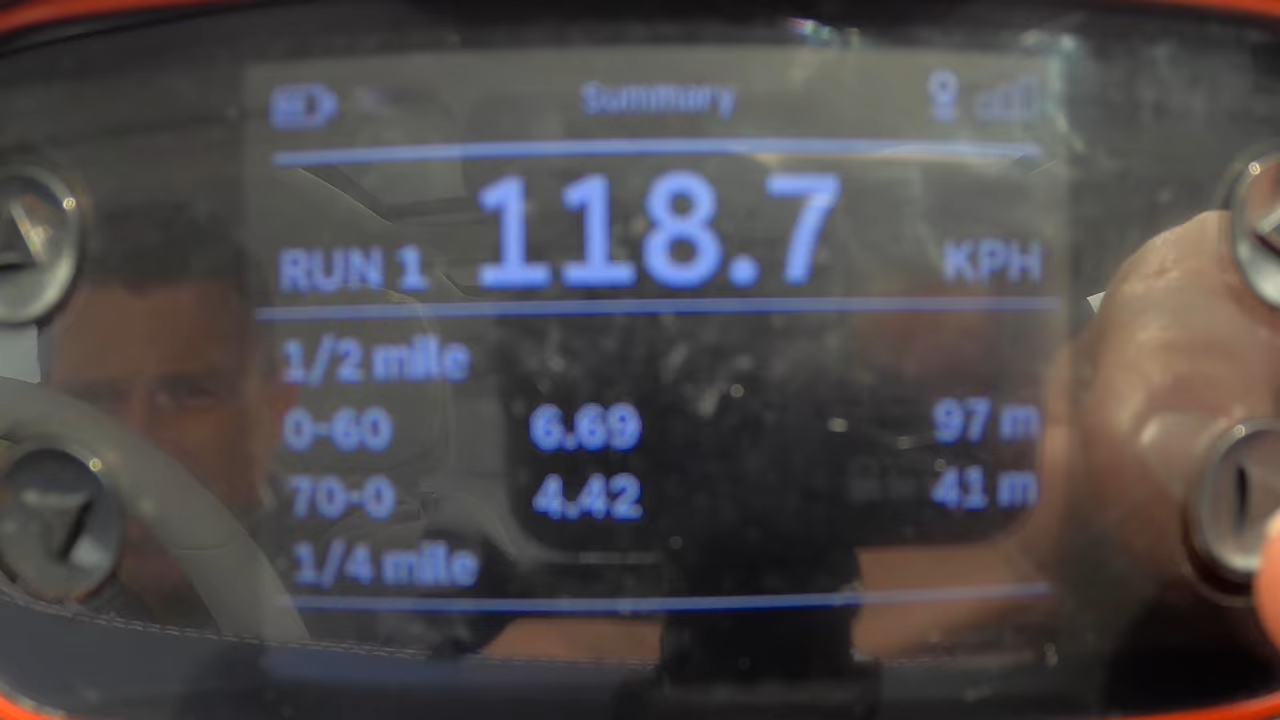 Summary
RUN 1 118.7 KPH
1/2 mile
0-60 6.69 97 m
70-0 4.42 41 m
1/4 mile